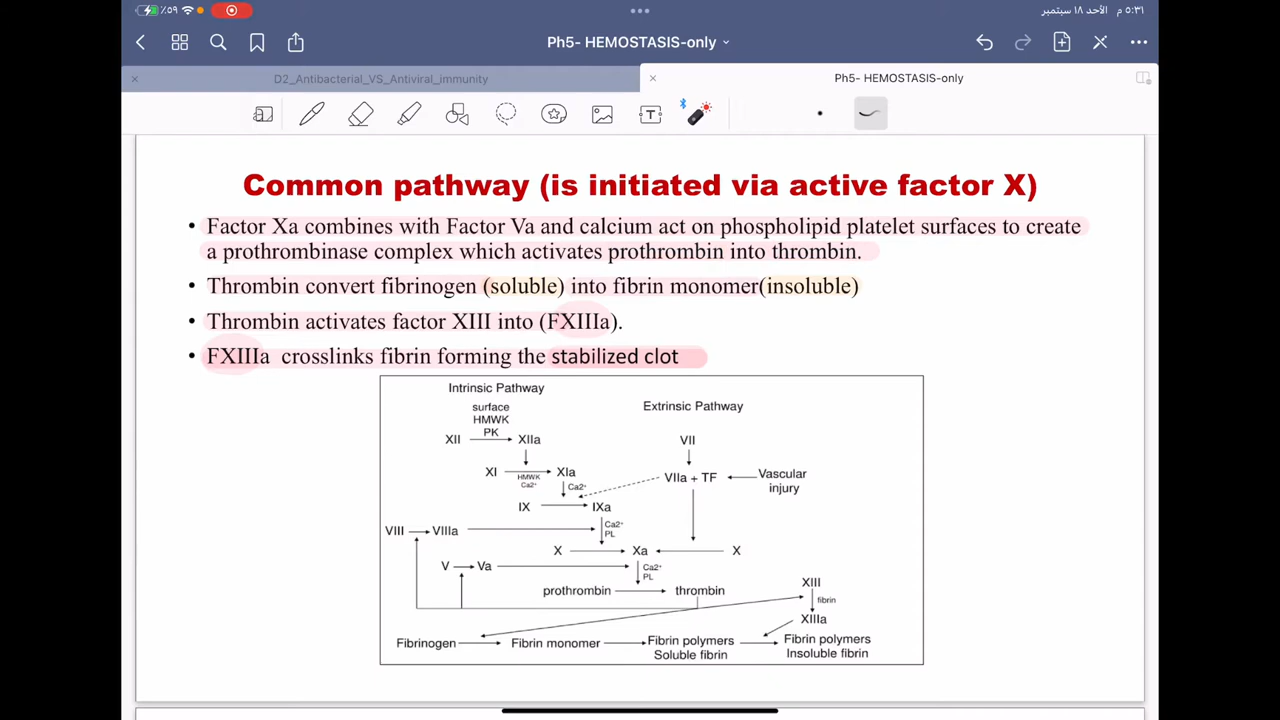 ٪٥٩
٥:٣١ م الأحد ١٨ سبتمبر
Ph5- HEMOSTASIS-only
D2_Antibacterial_VS_Antiviral_immunity
Ph5- HEMOSTASIS-only
Common pathway (is initiated via active factor X)
• Factor Xa combines with Factor Va and calcium act on phospholipid platelet surfaces to create
a prothrombinase complex which activates prothrombin into thrombin.
• Thrombin convert fibrinogen (soluble) into fibrin monomer(insoluble)
• Thrombin activates factor XIII into (FXIIIa).
• FXIIIa crosslinks fibrin forming the stabilized clot
Intrinsic Pathway
Extrinsic Pathway
surface
HMWK
PK
XII XIIa
VII
XI XIa
HMWK
Ca2+
Ca2+
VIIa + TF
Vascular
injury
IX IXa
VIII VIIIa
Ca2+
PL
X Xa X
V Va
Ca2+
PL
prothrombin thrombin
XIII
fibrin
XIIIa
Fibrinogen Fibrin monomer
Fibrin polymers
Soluble fibrin
Fibrin polymers
Insoluble fibrin